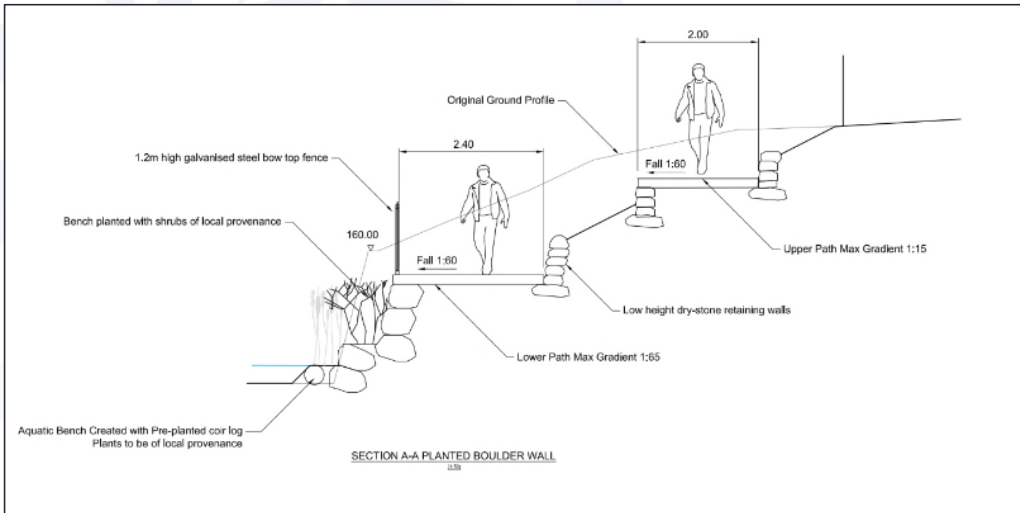 2.00
Original Ground Profile
2.40
1.2m high galvanised steel bow top fence
Fall 1:60
Bench planted with shrubs of local provenance
160.00
Upper Path Max Gradient 1:15
Fall 1:60
Low height dry-stone retaining walls
Lower Path Max Gradient 1:65
Aquatic Bench Created with Pre-planted coir log
Plants to be of local provenance
SECTION A-A PLANTED BOULDER WALL